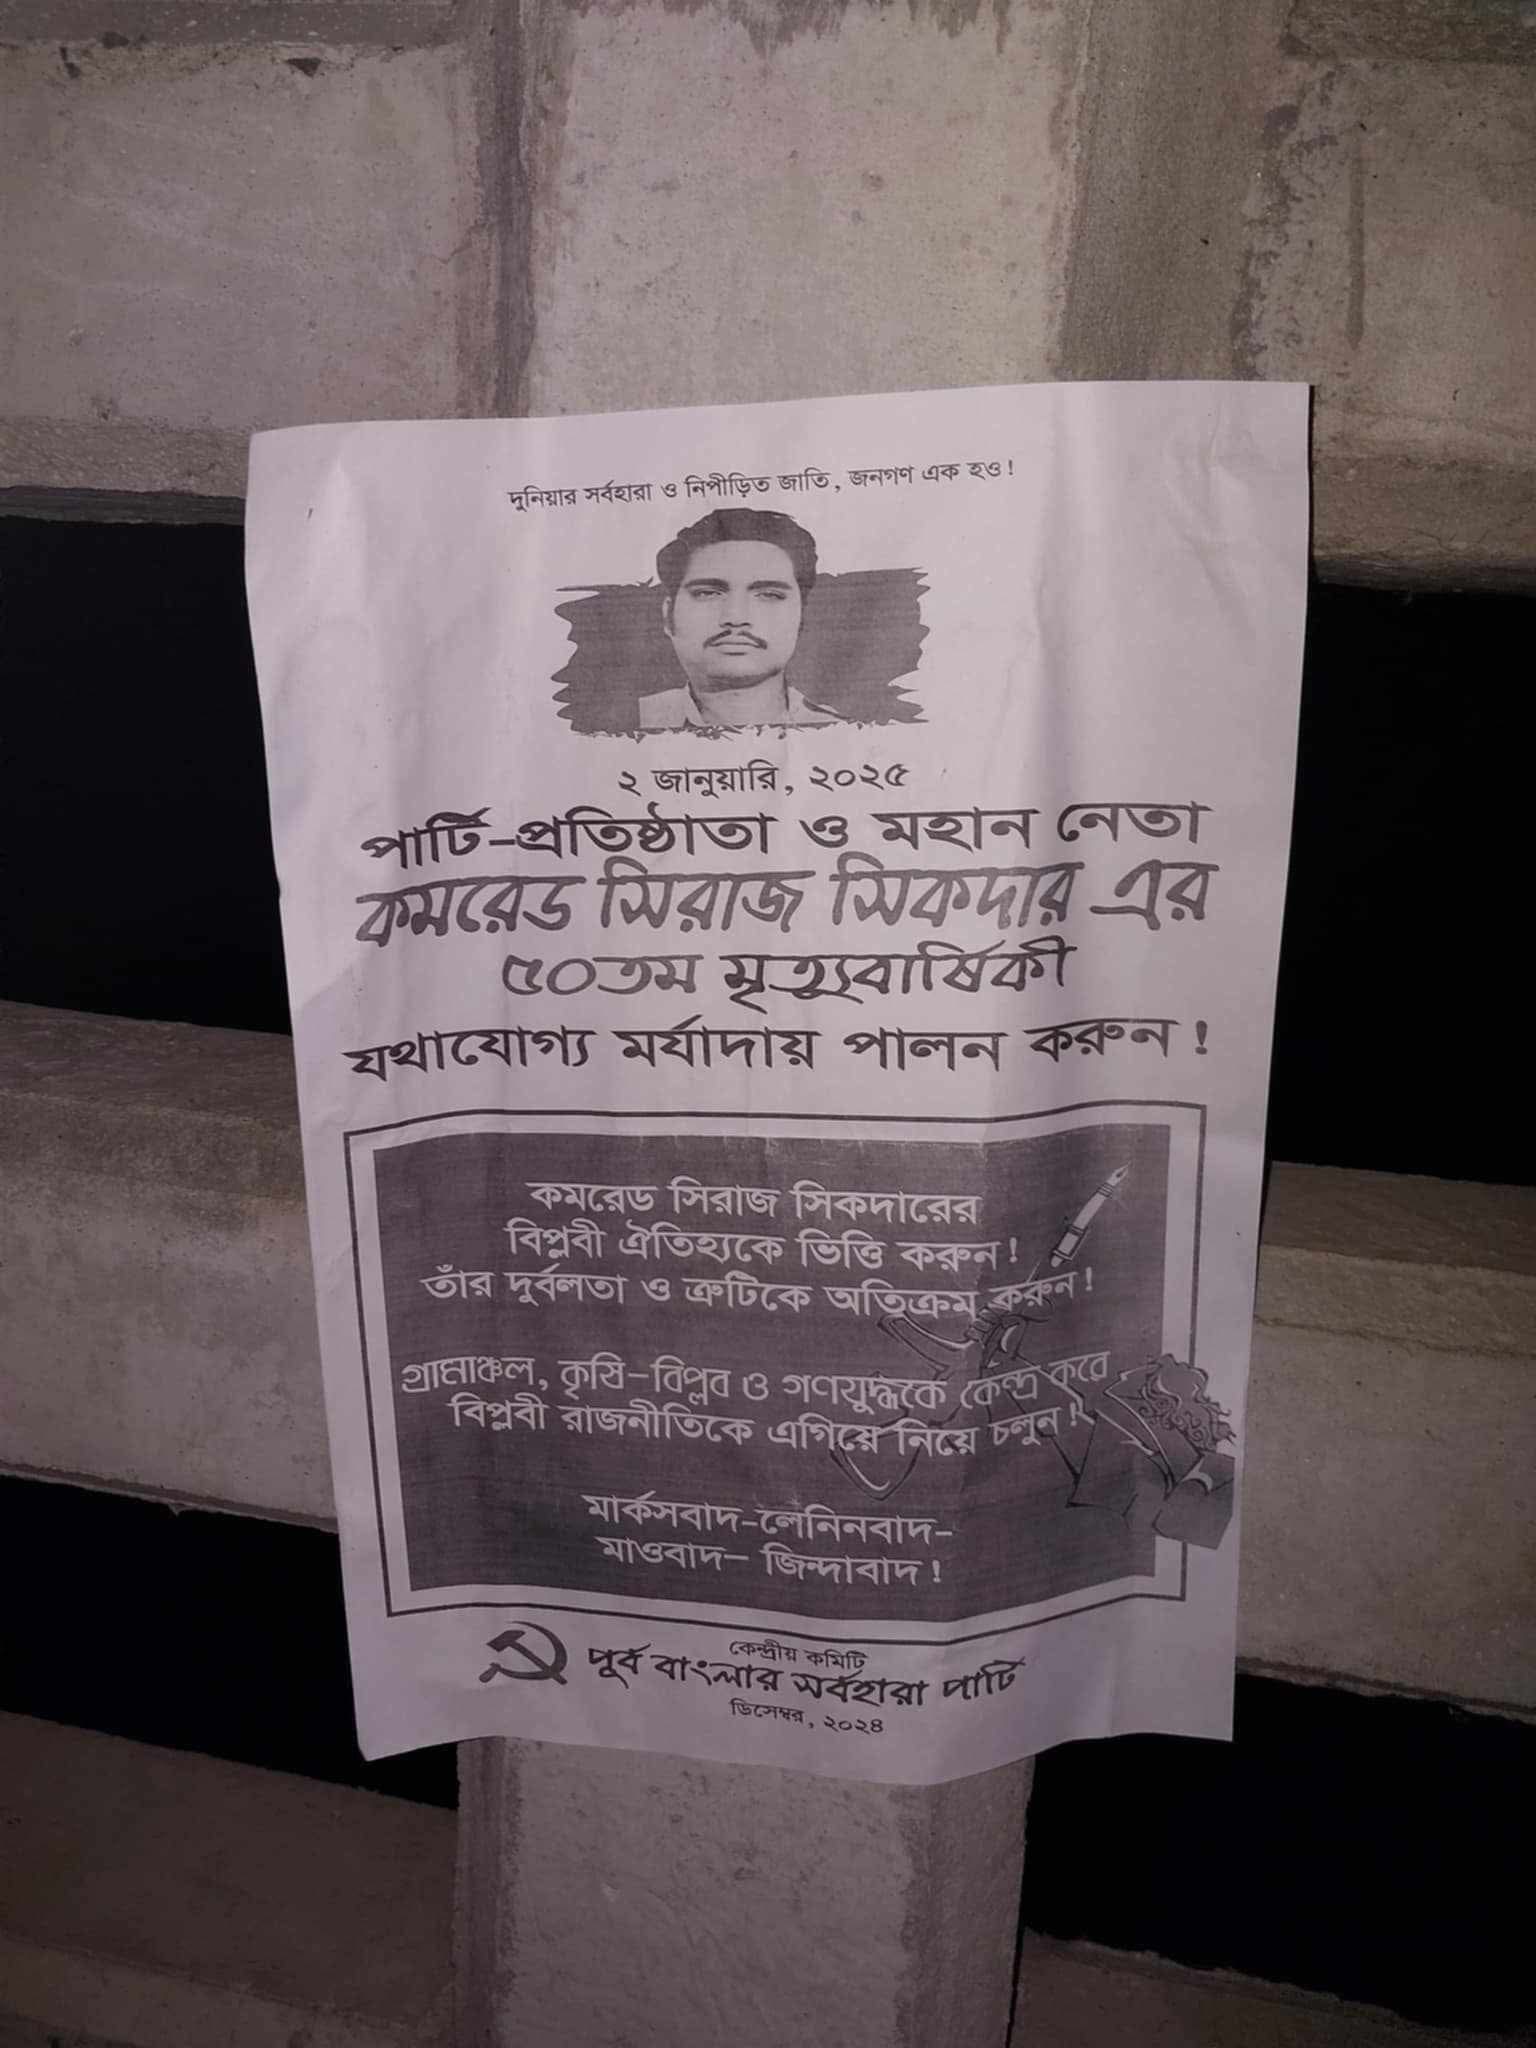 দুনিয়ার সর্বহারা ও নিপীড়িত জাতি, জনগণ এক হও!
২ জানুয়ারি, ২০২৫
পার্টি-প্রতিষ্ঠাতা ও মহান নেতা
কমরেড সিরাজ সিকদার এর
৫০তম মৃত্যুবার্ষিকী
যথাযোগ্য মর্যাদায় পালন করুন!
কমরেড সিরাজ সিকদারের
বিপ্লবী ঐতিহ্যকে ভিত্তি করুন!
তাঁর দুর্বলতা ও ত্রুটিকে অতিক্রম করুন!
গ্রামাঞ্চল, কৃষি-বিপ্লব ও গণযুদ্ধকে কেন্দ্র করে
বিপ্লবী রাজনীতিকে এগিয়ে নিয়ে চলুন!
মার্কসবাদ-লেনিনবাদ-
মাওবাদ- জিন্দাবাদ!
কেন্দ্রীয় কমিটি
পূর্ব বাংলার সর্বহারা পার্টি
ডিসেম্বর, ২০২৪